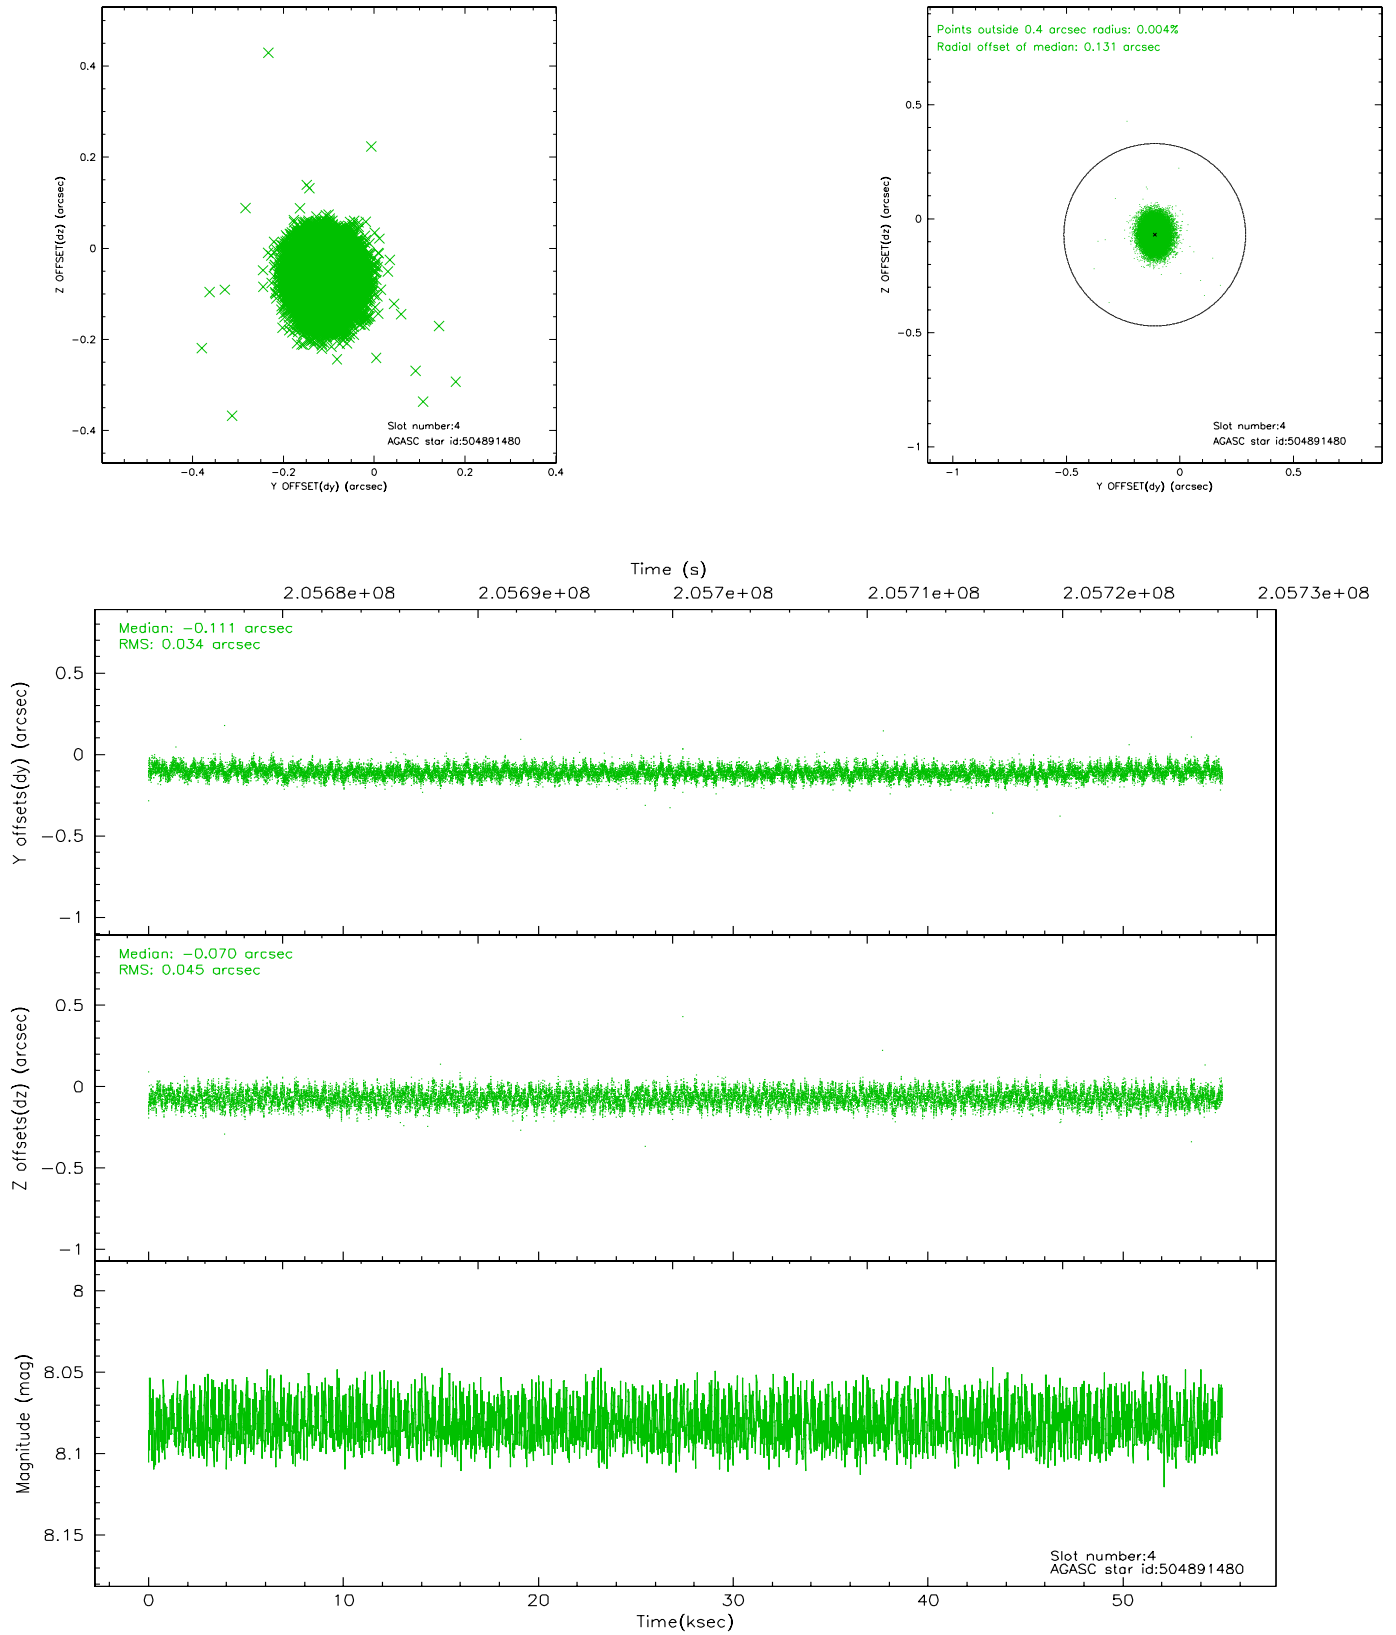 0.4
0.2
0
−0.2
−0.4
Z OFFSET(dz) (arcsec)
Slot number:4
AGASC star id:504891480
−0.4 −0.2 0 0.2 0.4
Y OFFSET(dy) (arcsec)
Points outside 0.4 arcsec radius: 0.004%
Radial offset of median: 0.131 arcsec
0.5
0
−0.5
−1
Z OFFSET(dz) (arcsec)
Slot number:4
AGASC star id:504891480
−1 −0.5 0 0.5
Y OFFSET(dy) (arcsec)
Time (s)
2.0568e+08 2.0569e+08 2.057e+08 2.0571e+08 2.0572e+08 2.0573e+08
Median: −0.111 arcsec
RMS: 0.034 arcsec
0.5
0
−0.5
−1
Y offsets(dy) (arcsec)
Median: −0.070 arcsec
RMS: 0.045 arcsec
0.5
0
−0.5
−1
Z offsets(dz) (arcsec)
8
8.05
8.1
8.15
Magnitude (mag)
Slot number:4
AGASC star id:504891480
0 10 20 30 40 50
Time(ksec)